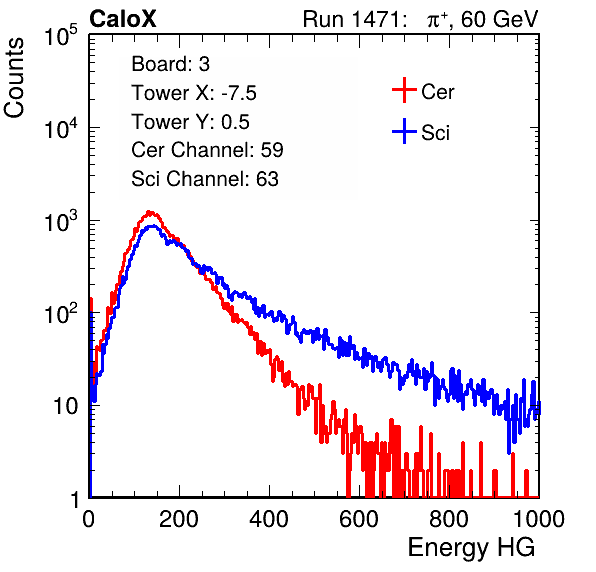 CaloX Run 1471: π⁺, 60 GeV
Counts
Board: 3
Tower X: -7.5
Tower Y: 0.5
Cer Channel: 59
Sci Channel: 63
Cer
Sci
10⁵
10⁴
10³
10²
10
1
0 200 400 600 800 1000
Energy HG